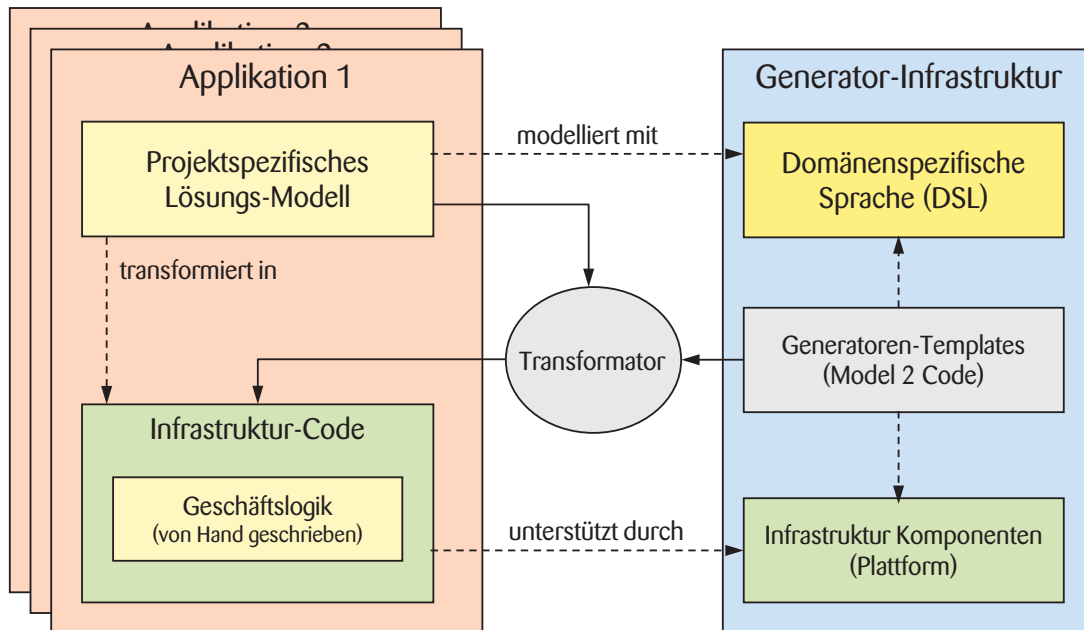 Applikation 1
Projektspezifisches
Lösungs-Modell
transformiert in
Infrastruktur-Code
Geschäftslogik
(von Hand geschrieben)
modelliert mit
Transformator
unterstützt durch
Generator-Infrastruktur
Domänenspezifische
Sprache (DSL)
Generatoren-Templates
(Model 2 Code)
Infrastruktur Komponenten
(Plattform)